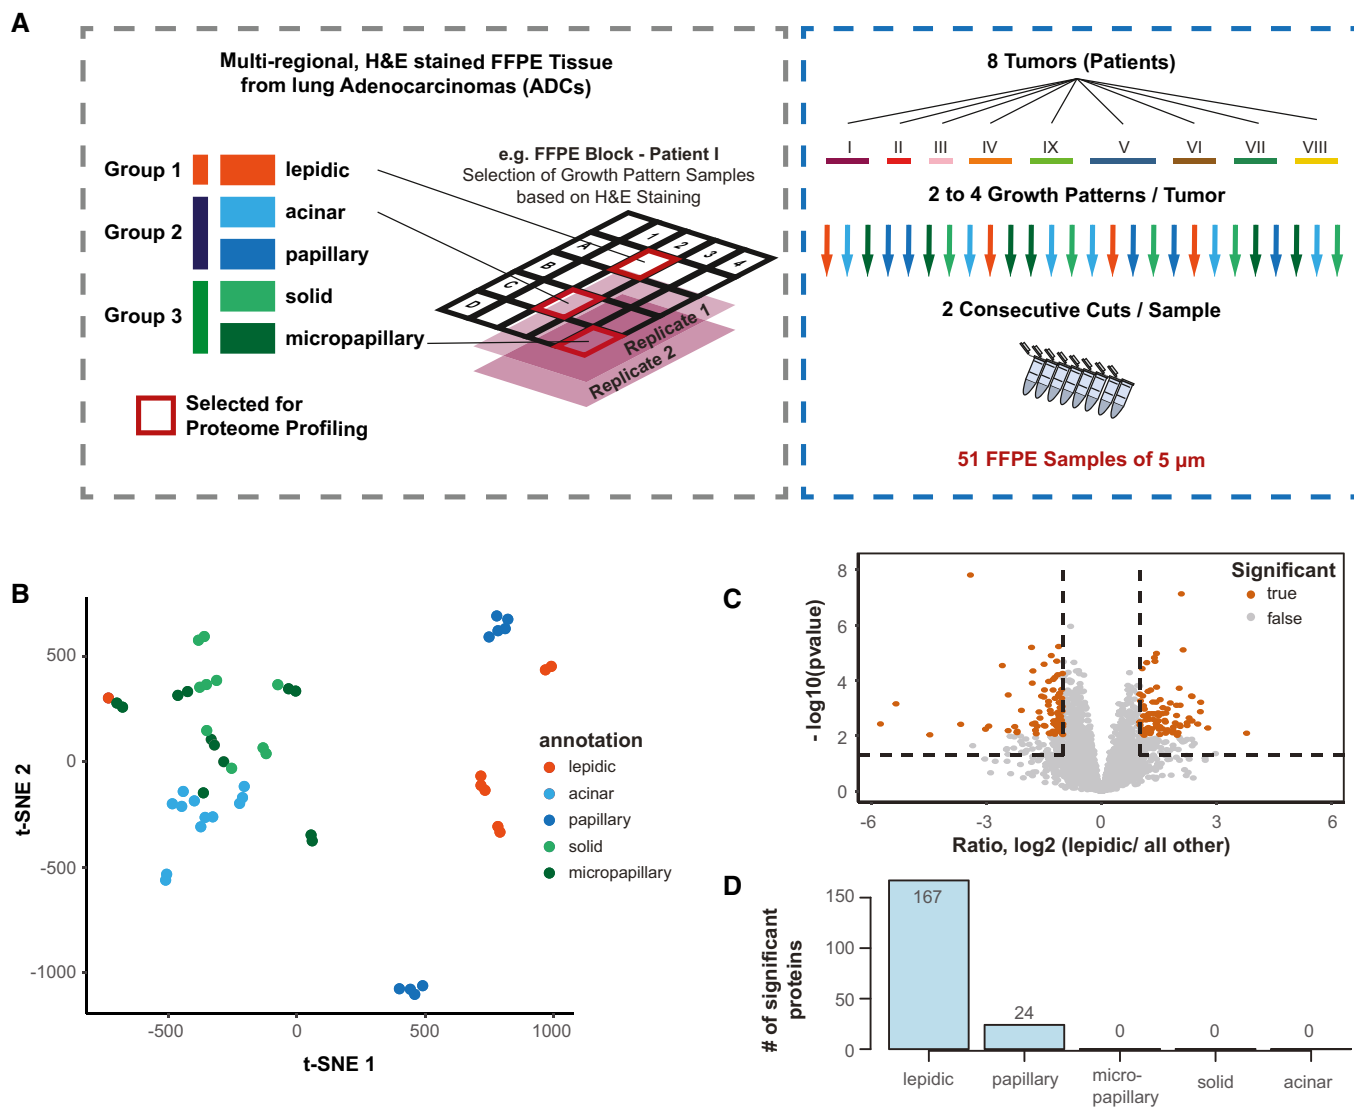 A
Multi-regional, H&E stained FFPE Tissue
from lung Adenocarcinomas (ADCs)
Group 1
lepidic
Group 2
acinar
papillary
Group 3
solid
micropapillary
Selected for
Proteome Profiling
e.g. FFPE Block - Patient I
Selection of Growth Pattern Samples
based on H&E Staining
A
B
C
D
1
2
3
4
Replicate 1
Replicate 2
8 Tumors (Patients)
I II III IV IX V VI VII VIII
2 to 4 Growth Patterns / Tumor
2 Consecutive Cuts / Sample
51 FFPE Samples of 5 µm
B
t-SNE 2
500
0
-500
-1000
-500 0 500 1000
t-SNE 1
annotation
lepidic
acinar
papillary
solid
micropapillary
C
- log10(pvalue)
8
6
4
2
0
-6 -3 0 3 6
Ratio, log2 (lepidic/ all other)
Significant
true
false
D
# of significant
proteins
150
100
50
0
167
24
0
0
0
lepidic
papillary
micro-
papillary
solid
acinar